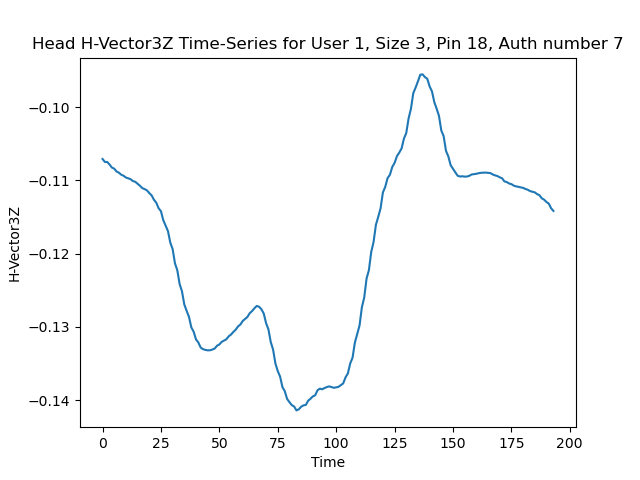 Head H-Vector3Z Time-Series for User 1, Size 3, Pin 18, Auth number 7
H-Vector3Z
−0.10
−0.11
−0.12
−0.13
−0.14
0 25 50 75 100 125 150 175 200
Time